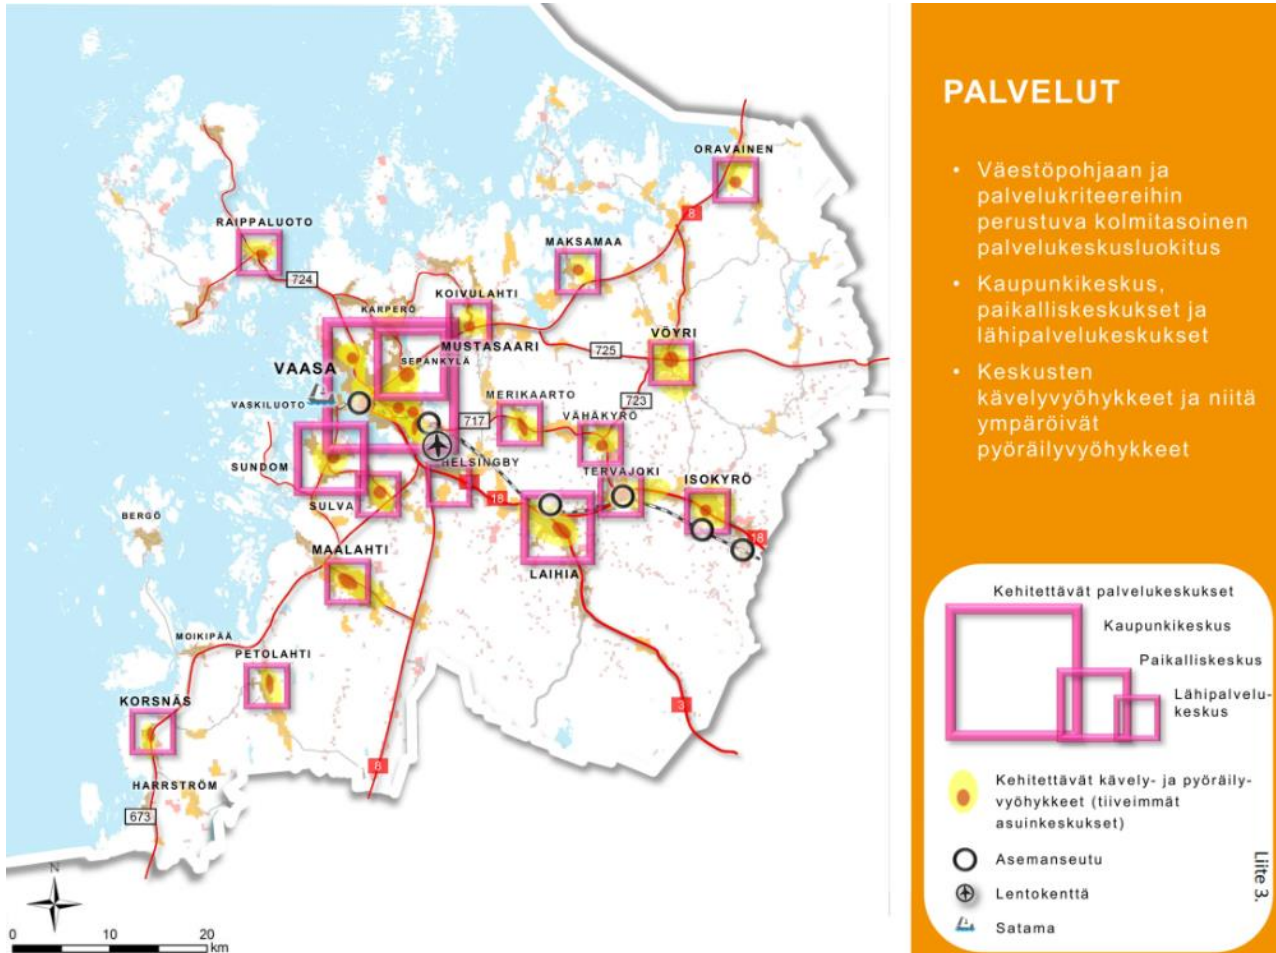 PALVELUT
• Väestöpohjaan ja
palvelukriteereihin
perustuva kolmitasoinen
palvelukeskusluokitus
• Kaupunkikeskus,
paikalliskeskukset ja
lähipalvelukeskukset
• Keskusten
kävelyvyöhykkeet ja niitä
ympäröivät
pyöräilyvyöhykkeet
ORAVAINEN
8
RAIPPALUOTO
MAKSAMAA
724
KOIVULAHTI
KARPERÖ
VÖYRI
MUSTASAARI
725
SEPÄNKYLÄ
VAASA
MERIKAARTO
723
VASKILUOTO
VÄHÄKYRÖ
717
HELSINGBY
SUNDOM
TERVAJOKI
ISOKYRÖ
18
SULVA
BERGÖ
18
MAALAHTI
LAIHIA
MOIKIPÄÄ
PETOLAHTI
KORSNÄS
3
8
HARRSTRÖM
673
N
0 10 20
km
Kehitettävät palvelukeskukset
Kaupunkikeskus
Paikalliskeskus
Lähipalvelu-
keskus
Kehitettävät kävely- ja pyöräily-
vyöhykkeet (tiiveimmät
asuinkeskukset)
Asemanseutu
Lentokenttä
Satama
Liite 3.